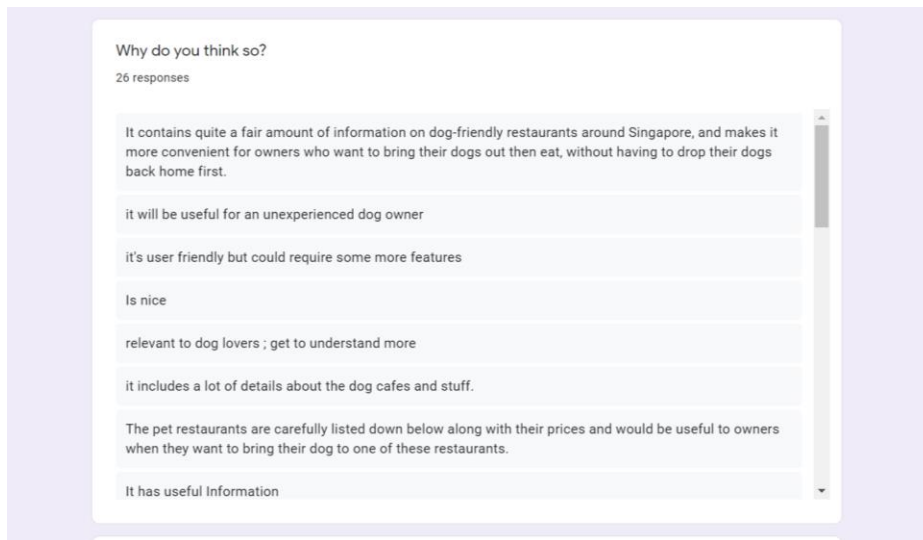 Why do you think so?
26 responses
It contains quite a fair amount of information on dog-friendly restaurants around Singapore, and makes it
more convenient for owners who want to bring their dogs out then eat, without having to drop their dogs
back home first.
it will be useful for an unexperienced dog owner
it's user friendly but could require some more features
Is nice
relevant to dog lovers ; get to understand more
it includes a lot of details about the dog cafes and stuff.
The pet restaurants are carefully listed down below along with their prices and would be useful to owners
when they want to bring their dog to one of these restaurants.
It has useful Information